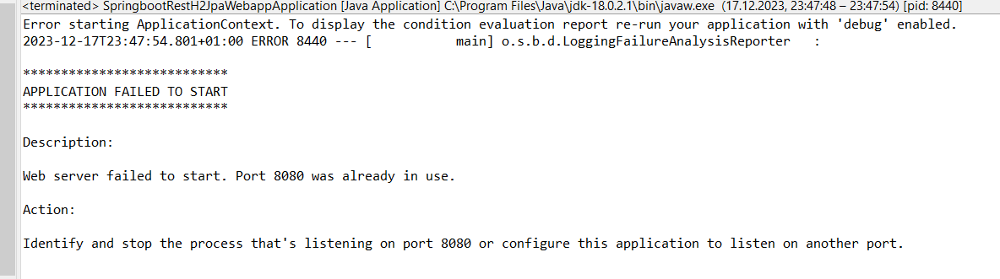 <terminated> SpringbootRestH2JpaWebappApplication [Java Application] C:\Program Files\Java\jdk-18.0.2.1\bin\javaw.exe (17.12.2023, 23:47:48 – 23:47:54) [pid: 8440]
Error starting ApplicationContext. To display the condition evaluation report re-run your application with 'debug' enabled.
2023-12-17T23:47:54.801+01:00 ERROR 8440 --- [           main] o.s.b.d.LoggingFailureAnalysisReporter   :
***************************
APPLICATION FAILED TO START
***************************
Description:
Web server failed to start. Port 8080 was already in use.
Action:
Identify and stop the process that's listening on port 8080 or configure this application to listen on another port.